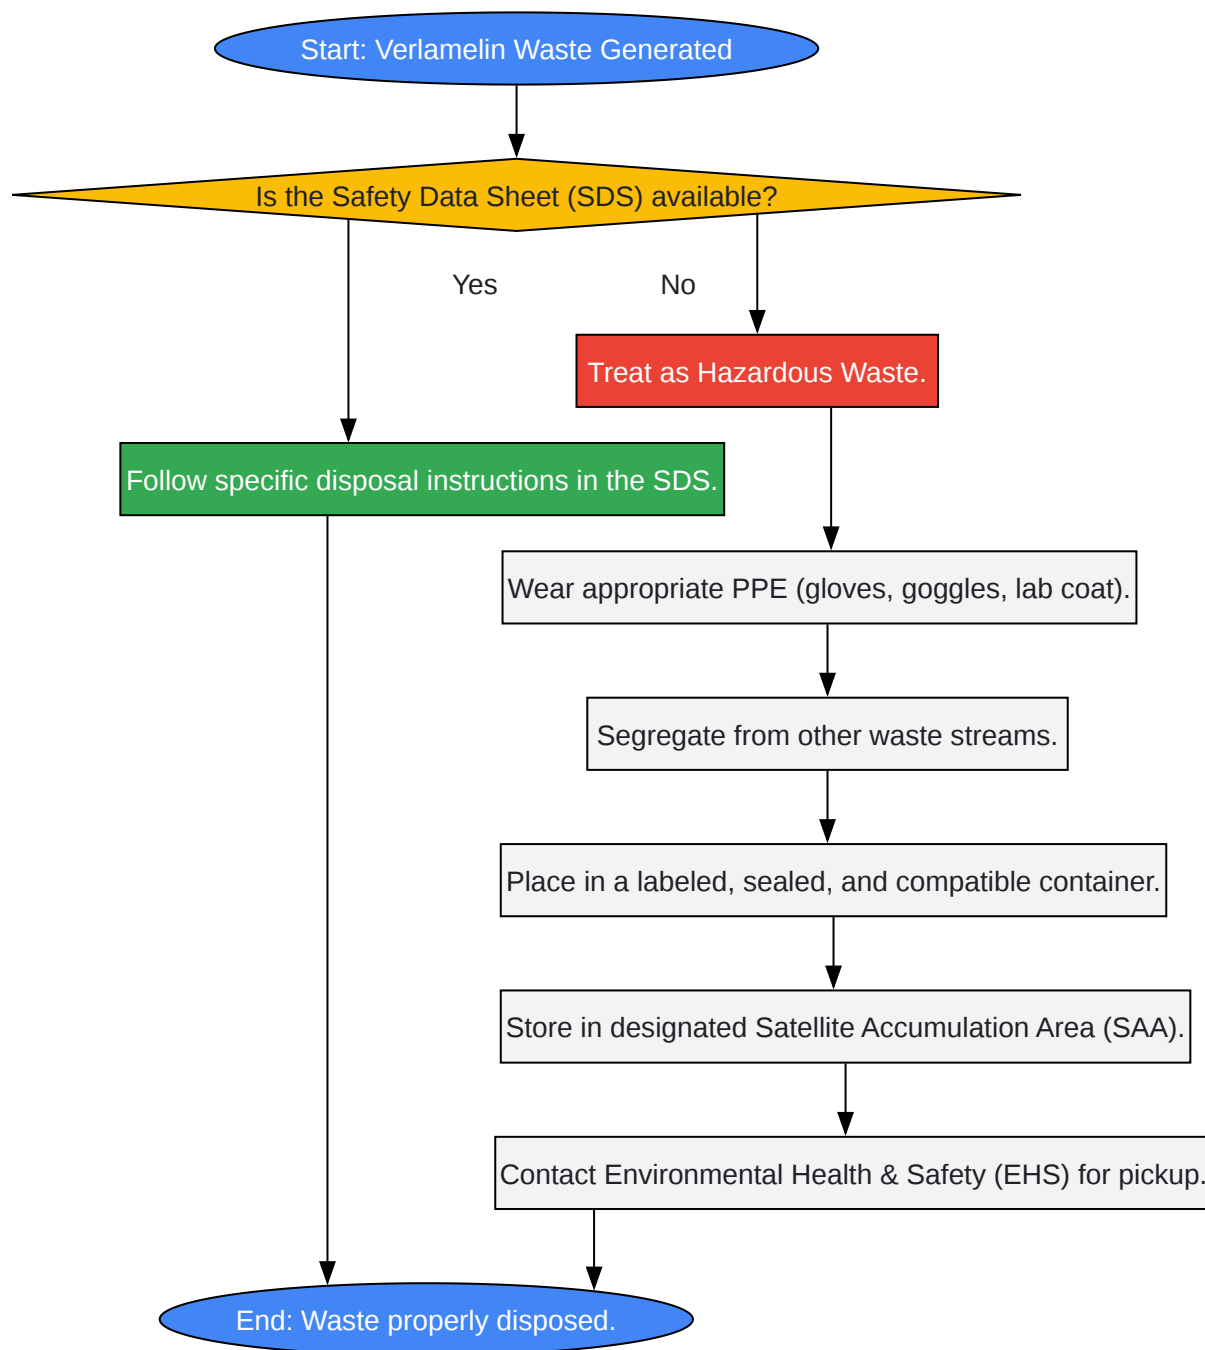 Start: Verlamelin Waste Generated
Is the Safety Data Sheet (SDS) available?
Yes
No
Treat as Hazardous Waste.
Follow specific disposal instructions in the SDS.
Wear appropriate PPE (gloves, goggles, lab coat).
Segregate from other waste streams.
Place in a labeled, sealed, and compatible container.
Store in designated Satellite Accumulation Area (SAA).
Contact Environmental Health & Safety (EHS) for pickup.
End: Waste properly disposed.